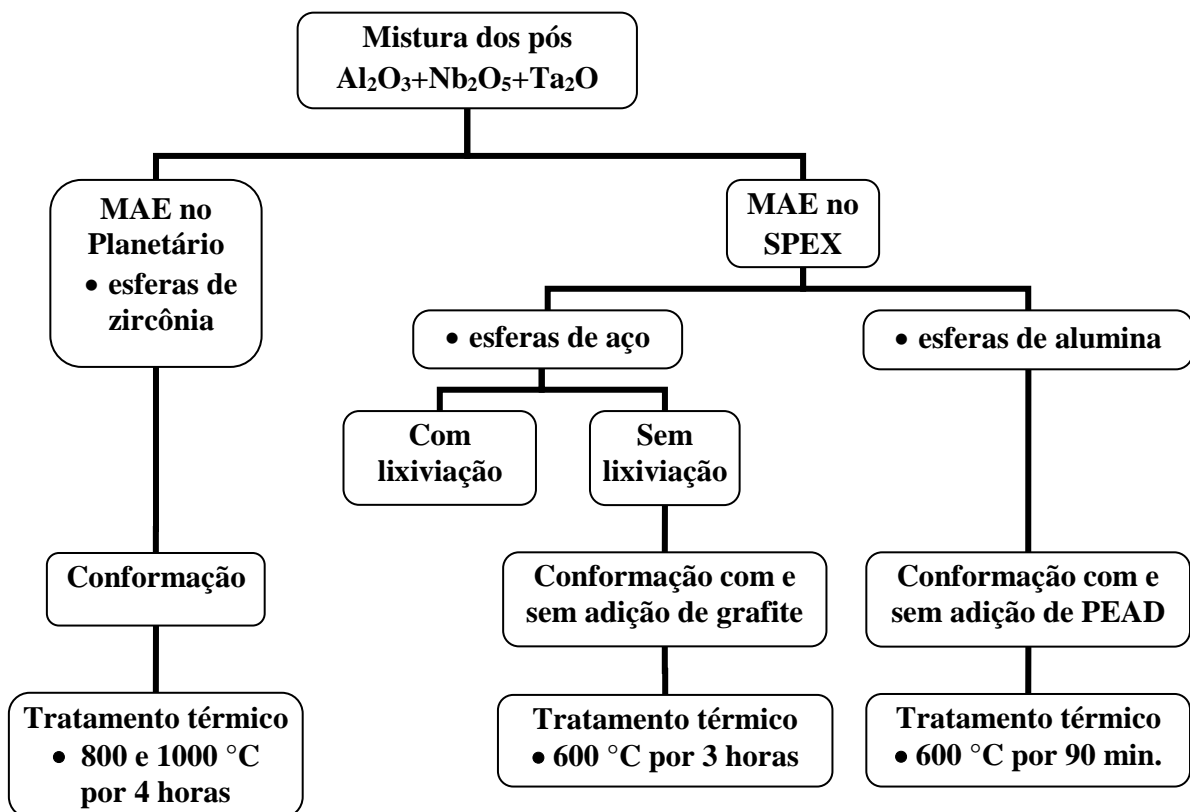 Mistura dos pós
Al₂O₃+Nb₂O₅+Ta₂O
MAE no
Planetário
• esferas de
zircônia
MAE no
SPEX
• esferas de aço
• esferas de alumina
Com
lixiviação
Sem
lixiviação
Conformação
Conformação com e
sem adição de grafite
Conformação com e
sem adição de PEAD
Tratamento térmico
• 800 e 1000 °C
por 4 horas
Tratamento térmico
• 600 °C por 3 horas
Tratamento térmico
• 600 °C por 90 min.